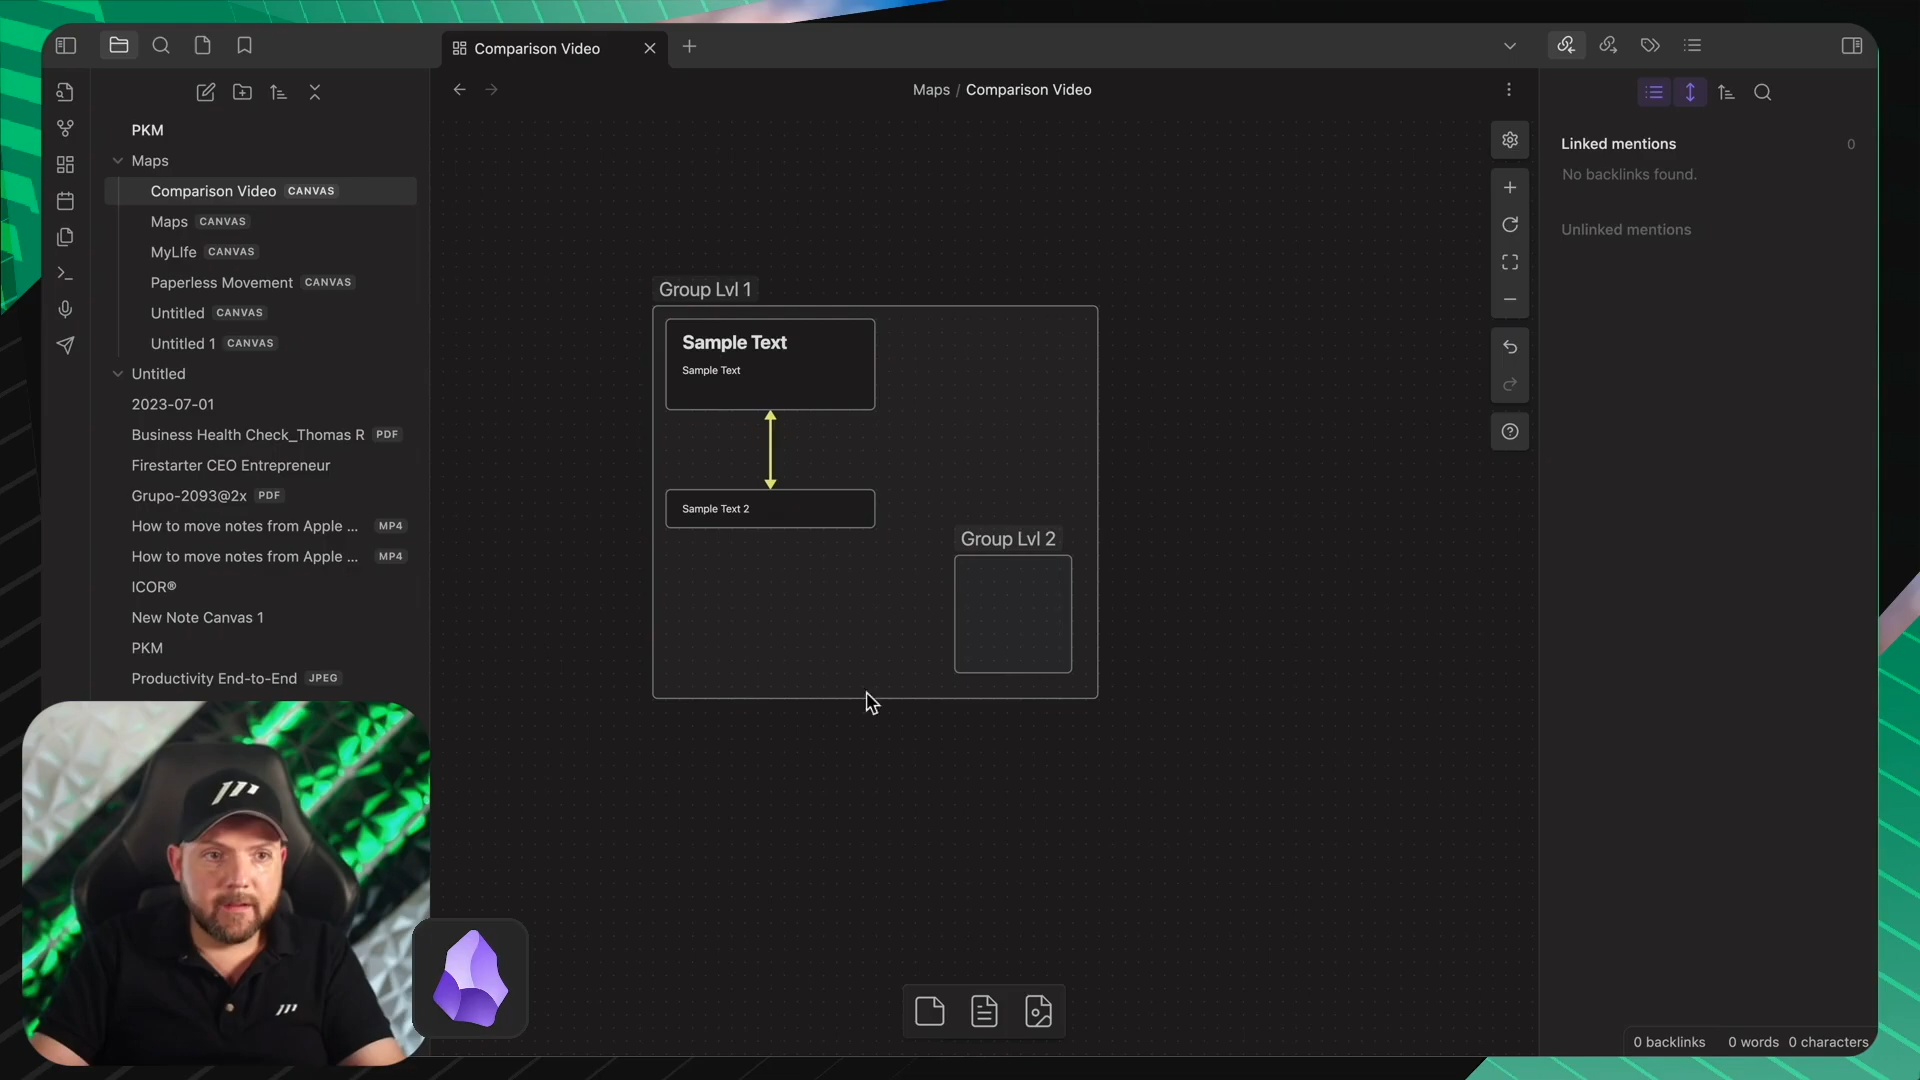 Comparison Video
Maps / Comparison Video
PKM
Maps
Comparison Video CANVAS
Maps CANVAS
MyLIfe CANVAS
Paperless Movement CANVAS
Untitled CANVAS
Untitled 1 CANVAS
Untitled
2023-07-01
Business Health Check_Thomas R PDF
Firestarter CEO Entrepreneur
Grupo-2093@2x PDF
How to move notes from Apple ... MP4
How to move notes from Apple ... MP4
ICOR®
New Note Canvas 1
PKM
Productivity End-to-End JPEG
Group Lvl 1
Sample Text
Sample Text
Sample Text 2
Group Lvl 2
Linked mentions 0
No backlinks found.
Unlinked mentions
0 backlinks 0 words 0 characters